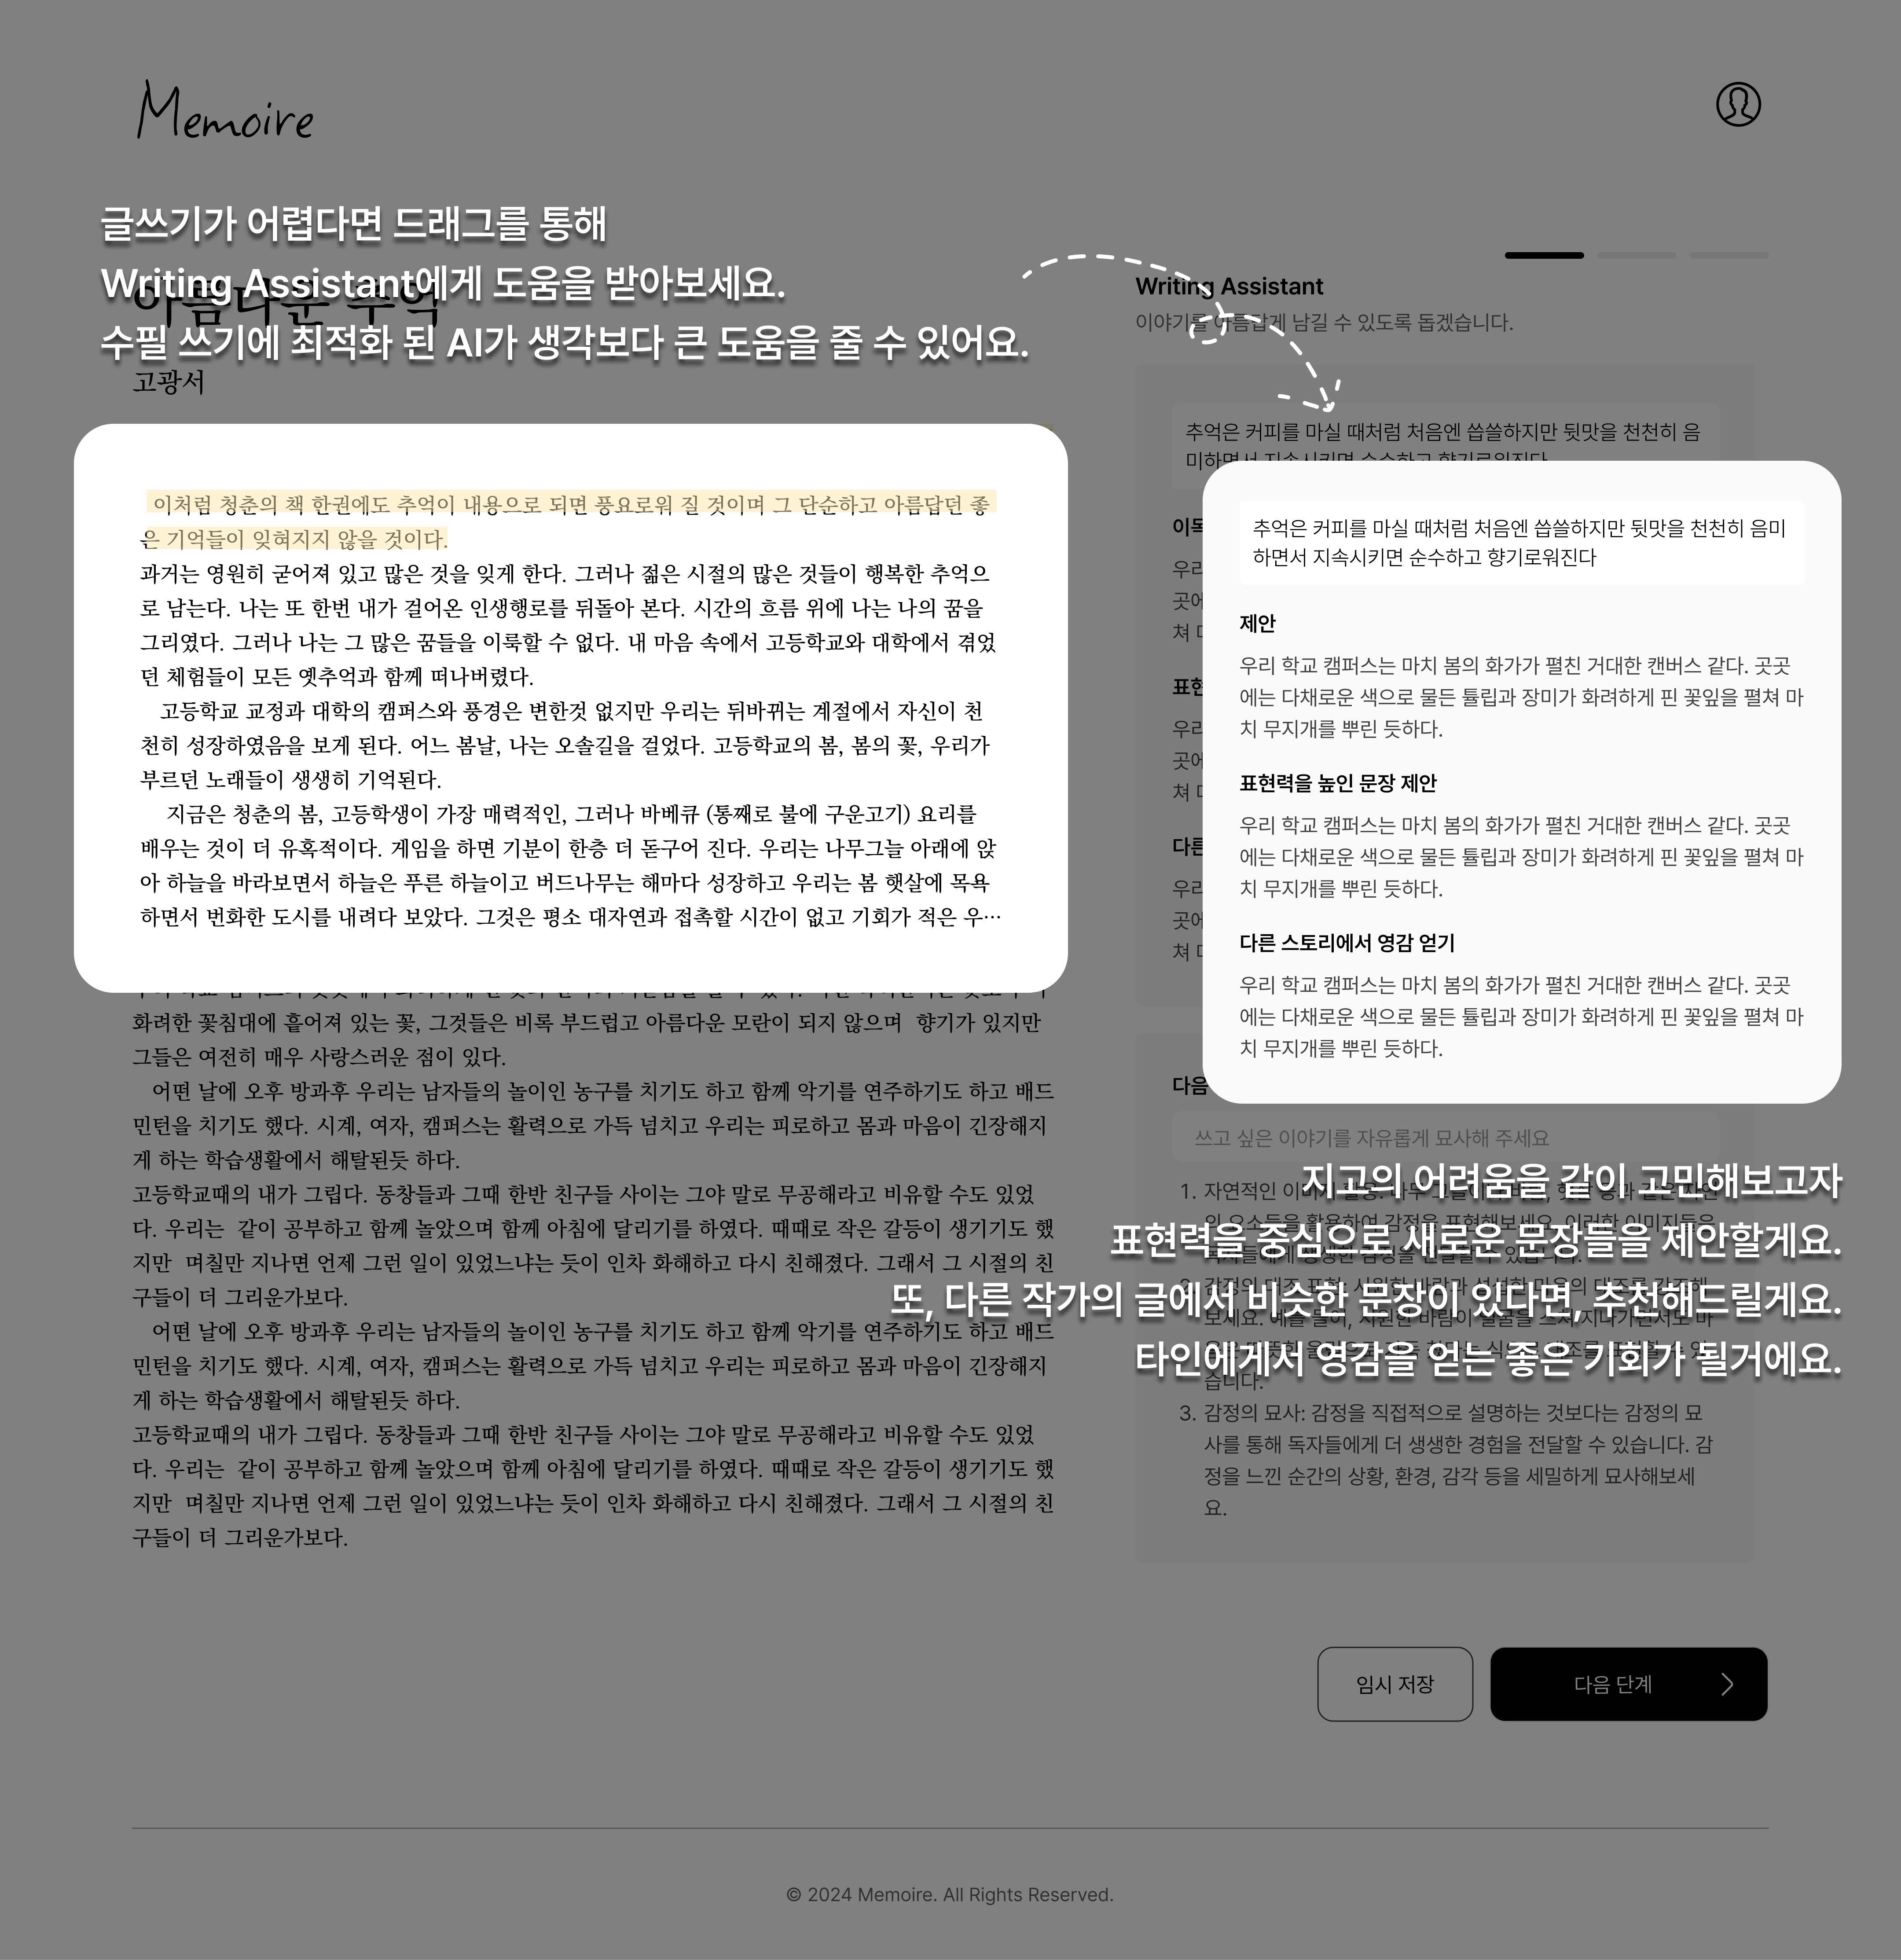 Memoire
글쓰기가 어렵다면 드래그를 통해
Writing Assistant에게 도움을 받아보세요.
수필 쓰기에 최적화 된 AI가 생각보다 큰 도움을 줄 수 있어요.
아름다운 추억
고광서
이처럼 청춘의 책 한권에도 추억이 내용으로 되면 풍요로워 질 것이며 그 단순하고 아름답던 좋
은 기억들이 잊혀지지 않을 것이다.
과거는 영원히 굳어져 있고 많은 것을 잊게 한다. 그러나 젊은 시절의 많은 것들이 행복한 추억으
로 남는다. 나는 또 한번 내가 걸어온 인생행로를 뒤돌아 본다. 시간의 흐름 위에 나는 나의 꿈을
그리였다. 그러나 나는 그 많은 꿈들을 이룩할 수 없다. 내 마음 속에서 고등학교와 대학에서 겪었
던 체험들이 모든 옛추억과 함께 떠나버렸다.
고등학교 교정과 대학의 캠퍼스와 풍경은 변한것 없지만 우리는 뒤바뀌는 계절에서 자신이 천
천히 성장하였음을 보게 된다. 어느 봄날, 나는 오솔길을 걸었다. 고등학교의 봄, 봄의 꽃, 우리가
부르던 노래들이 생생히 기억된다.
지금은 청춘의 봄, 고등학생이 가장 매력적인, 그러나 바베큐 (통째로 불에 구운고기) 요리를
배우는 것이 더 유혹적이다. 게임을 하면 기분이 한층 더 돋구어 진다. 우리는 나무그늘 아래에 앉
아 하늘을 바라보면서 하늘은 푸른 하늘이고 버드나무는 해마다 성장하고 우리는 봄 햇살에 목욕
하면서 번화한 도시를 내려다 보았다. 그것은 평소 대자연과 접촉할 시간이 없고 기회가 적은 우…
화려한 꽃침대에 흩어져 있는 꽃, 그것들은 비록 부드럽고 아름다운 모란이 되지 않으며 향기가 있지만
그들은 여전히 매우 사랑스러운 점이 있다.
어떤 날에 오후 방과후 우리는 남자들의 놀이인 농구를 치기도 하고 함께 악기를 연주하기도 하고 배드
민턴을 치기도 했다. 시계, 여자, 캠퍼스는 활력으로 가득 넘치고 우리는 피로하고 몸과 마음이 긴장해지
게 하는 학습생활에서 해탈된듯 하다.
고등학교때의 내가 그립다. 동창들과 그때 한반 친구들 사이는 그야 말로 무공해라고 비유할 수도 있었
다. 우리는 같이 공부하고 함께 놀았으며 함께 아침에 달리기를 하였다. 때때로 작은 갈등이 생기기도 했
지만 며칠만 지나면 언제 그런 일이 있었느냐는 듯이 인차 화해하고 다시 친해졌다. 그래서 그 시절의 친
구들이 더 그리운가보다.
어떤 날에 오후 방과후 우리는 남자들의 놀이인 농구를 치기도 하고 함께 악기를 연주하기도 하고 배드
민턴을 치기도 했다. 시계, 여자, 캠퍼스는 활력으로 가득 넘치고 우리는 피로하고 몸과 마음이 긴장해지
게 하는 학습생활에서 해탈된듯 하다.
고등학교때의 내가 그립다. 동창들과 그때 한반 친구들 사이는 그야 말로 무공해라고 비유할 수도 있었
다. 우리는 같이 공부하고 함께 놀았으며 함께 아침에 달리기를 하였다. 때때로 작은 갈등이 생기기도 했
지만 며칠만 지나면 언제 그런 일이 있었느냐는 듯이 인차 화해하고 다시 친해졌다. 그래서 그 시절의 친
구들이 더 그리운가보다.
Writing Assistant
이야기를 아름답게 남길 수 있도록 돕겠습니다.
추억은 커피를 마실 때처럼 처음엔 씁쓸하지만 뒷맛을 천천히 음
추억은 커피를 마실 때처럼 처음엔 씁쓸하지만 뒷맛을 천천히 음미
하면서 지속시키면 순수하고 향기로워진다
제안
우리 학교 캠퍼스는 마치 봄의 화가가 펼친 거대한 캔버스 같다. 곳곳
에는 다채로운 색으로 물든 튤립과 장미가 화려하게 핀 꽃잎을 펼쳐 마
치 무지개를 뿌린 듯하다.
표현력을 높인 문장 제안
우리 학교 캠퍼스는 마치 봄의 화가가 펼친 거대한 캔버스 같다. 곳곳
에는 다채로운 색으로 물든 튤립과 장미가 화려하게 핀 꽃잎을 펼쳐 마
치 무지개를 뿌린 듯하다.
다른 스토리에서 영감 얻기
우리 학교 캠퍼스는 마치 봄의 화가가 펼친 거대한 캔버스 같다. 곳곳
에는 다채로운 색으로 물든 튤립과 장미가 화려하게 핀 꽃잎을 펼쳐 마
치 무지개를 뿌린 듯하다.
다음
쓰고 싶은 이야기를 자유롭게 묘사해 주세요
지고의 어려움을 같이 고민해보고자
표현력을 중심으로 새로운 문장들을 제안할게요.
또, 다른 작가의 글에서 비슷한 문장이 있다면, 추천해드릴게요.
타인에게서 영감을 얻는 좋은 기회가 될거에요.
1. 자연적인
습니다.
3. 감정의 묘사: 감정을 직접적으로 설명하는 것보다는 감정의 묘
사를 통해 독자들에게 더 생생한 경험을 전달할 수 있습니다. 감
정을 느낀 순간의 상황, 환경, 감각 등을 세밀하게 묘사해보세
요.
임시 저장
다음 단계
© 2024 Memoire. All Rights Reserved.